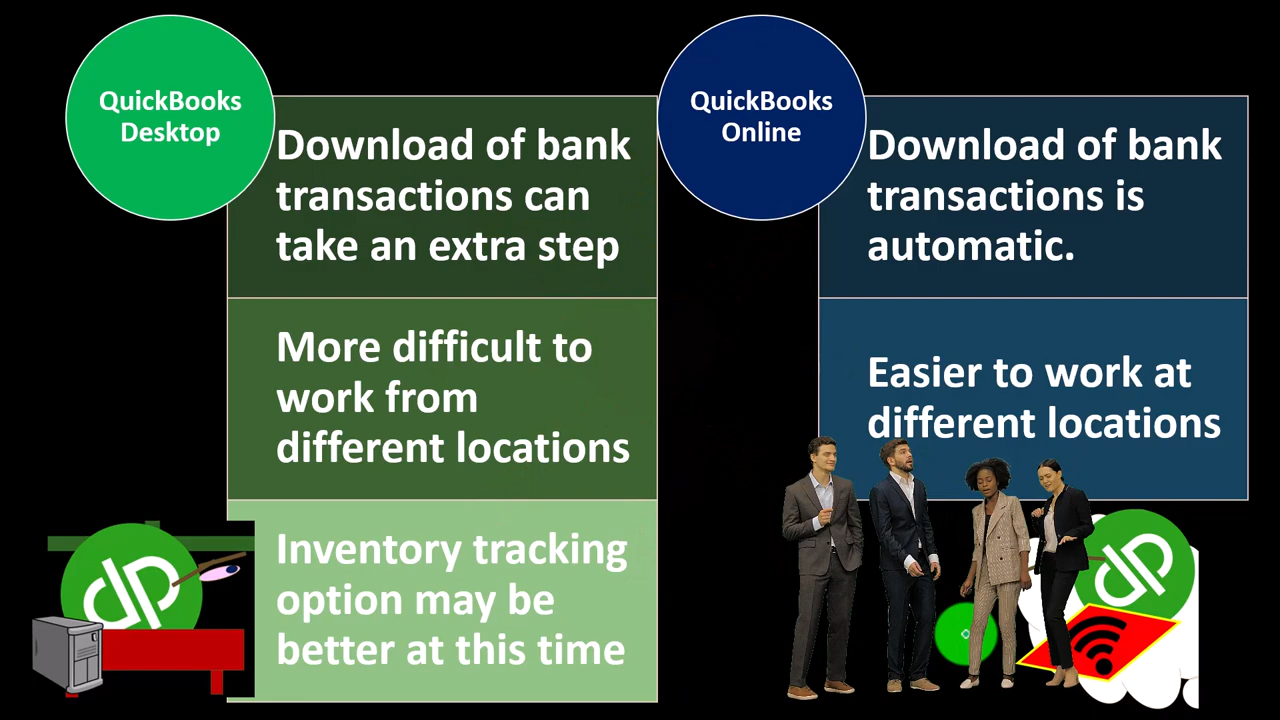 QuickBooks
Desktop
Download of bank
transactions can
take an extra step
More difficult to
work from
different locations
Inventory tracking
option may be
better at this time
QuickBooks
Online
Download of bank
transactions is
automatic.
Easier to work at
different locations